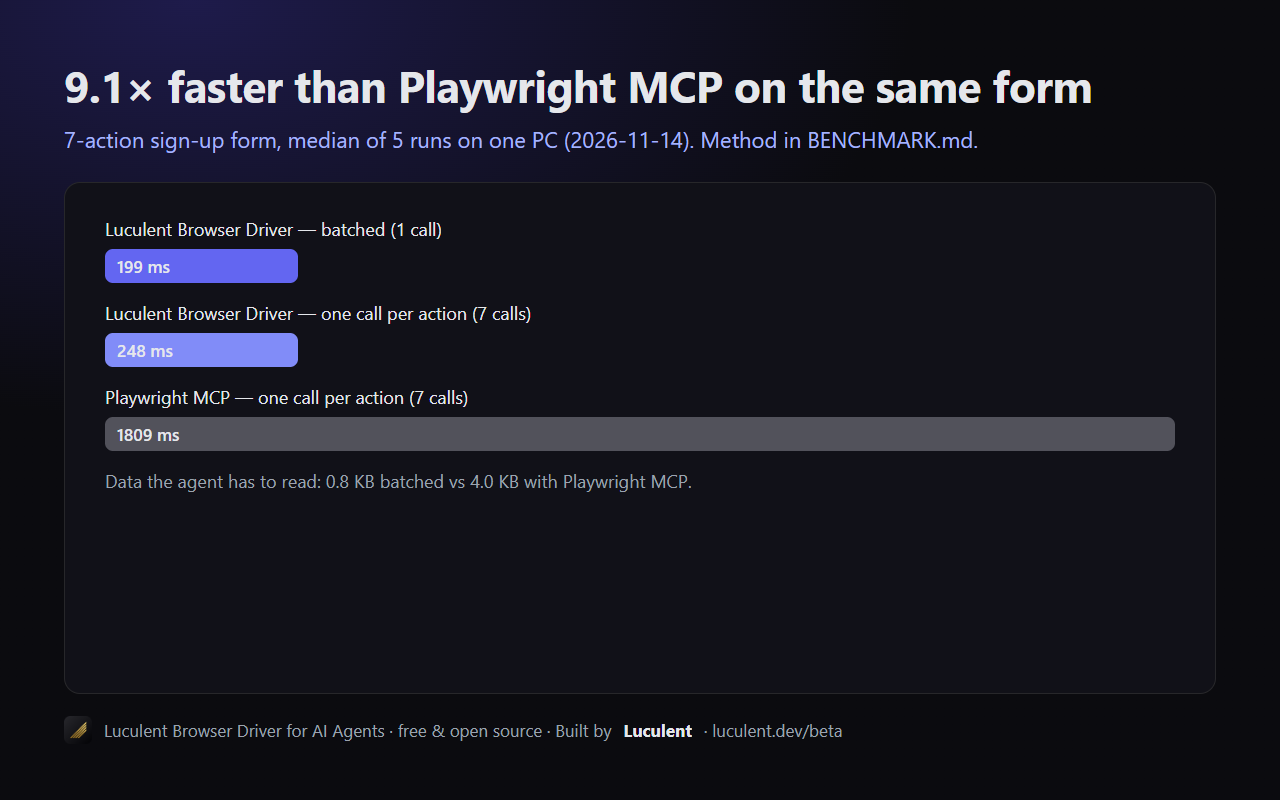 9.1× faster than Playwright MCP on the same form
7-action sign-up form, median of 5 runs on one PC (2026-11-14). Method in BENCHMARK.md.
Luculent Browser Driver — batched (1 call)
199 ms
Luculent Browser Driver — one call per action (7 calls)
248 ms
Playwright MCP — one call per action (7 calls)
1809 ms
Data the agent has to read: 0.8 KB batched vs 4.0 KB with Playwright MCP.
Luculent Browser Driver for AI Agents · free & open source · Built by Luculent · luculent.dev/beta